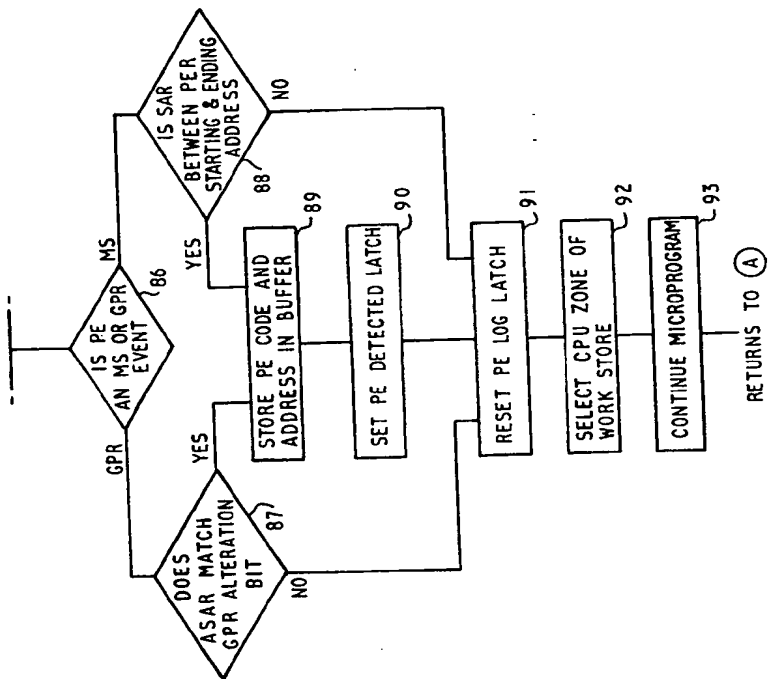 IS PE
AN MS OR GPR
EVENT
86
GPR
MS
DOES
ASAR MATCH
GPR ALTERATION
BIT
87
YES
NO
IS SAR
BETWEEN PER
STARTING & ENDING
ADDRESS
88
YES
NO
STORE PE CODE AND
ADDRESS IN BUFFER
89
SET PE DETECTED LATCH
90
RESET PE LOG LATCH
91
SELECT CPU ZONE OF
WORK STORE
92
CONTINUE MICROPROGRAM
93
RETURNS TO A